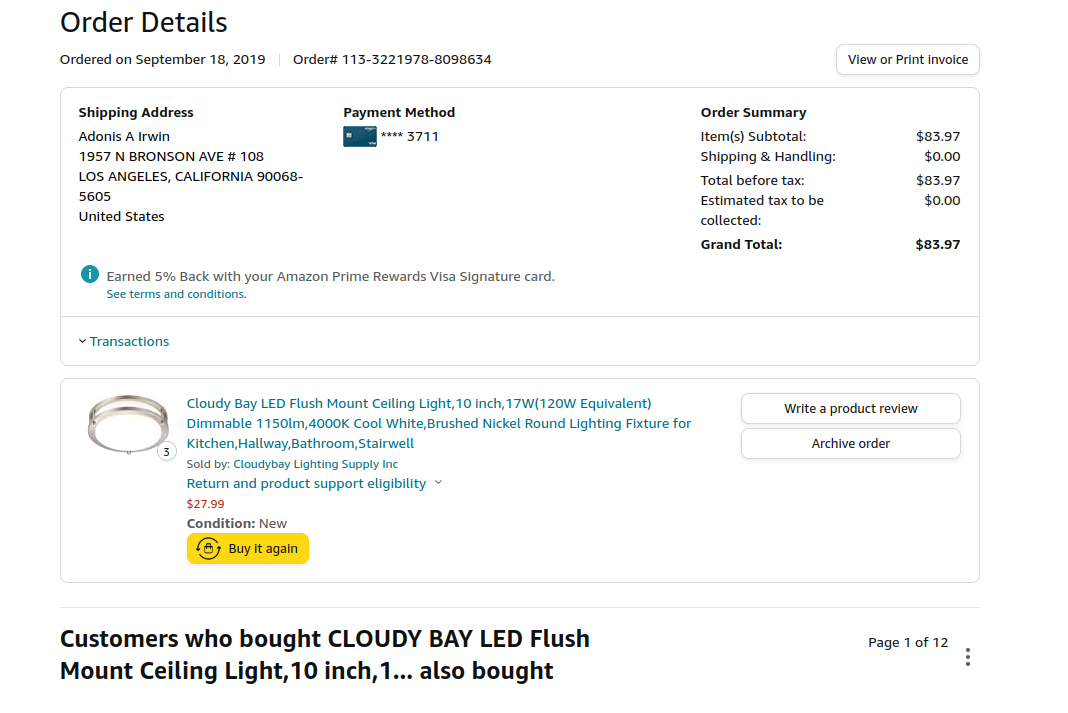 Order Details
Ordered on September 18, 2019
Order# 113-3221978-8098634
View or Print invoice
Shipping Address
Adonis A Irwin
1957 N BRONSON AVE # 108
LOS ANGELES, CALIFORNIA 90068-
5605
United States
Payment Method
**** 3711
Order Summary
Item(s) Subtotal: $83.97
Shipping & Handling: $0.00
Total before tax: $83.97
Estimated tax to be $0.00
collected:
Grand Total: $83.97
Earned 5% Back with your Amazon Prime Rewards Visa Signature card.
See terms and conditions.
Transactions
3
Cloudy Bay LED Flush Mount Ceiling Light,10 inch,17W(120W Equivalent)
Dimmable 1150lm,4000K Cool White,Brushed Nickel Round Lighting Fixture for
Kitchen,Hallway,Bathroom,Stairwell
Sold by: Cloudybay Lighting Supply Inc
Return and product support eligibility
$27.99
Condition: New
Buy it again
Write a product review
Archive order
Customers who bought CLOUDY BAY LED Flush
Mount Ceiling Light,10 inch,1... also bought
Page 1 of 12